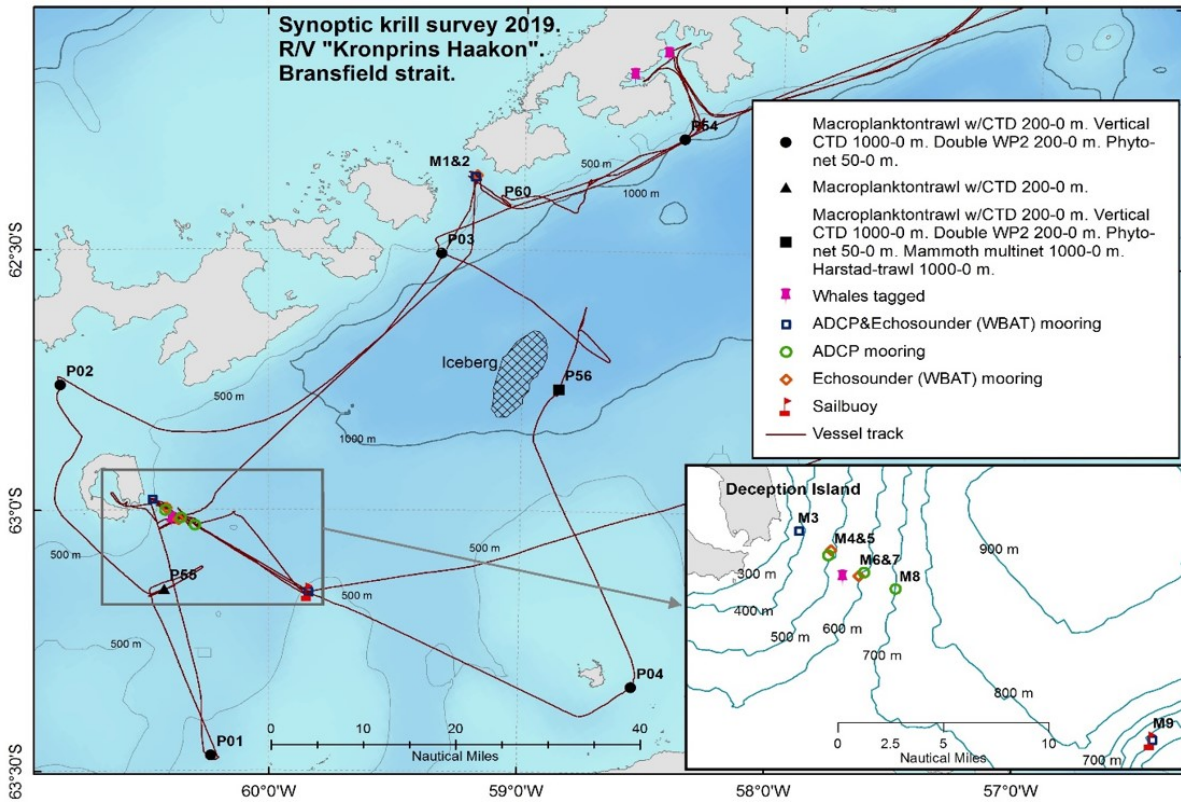 Synoptic krill survey 2019.
R/V "Kronprins Haakon".
Bransfield strait.
Macroplanktontrawl w/CTD 200-0 m. Vertical
CTD 1000-0 m. Double WP2 200-0 m. Phyto-
net 50-0 m.
Macroplanktontrawl w/CTD 200-0 m.
Macroplanktontrawl w/CTD 200-0 m. Vertical
CTD 1000-0 m. Double WP2 200-0 m. Phyto-
net 50-0 m. Mammoth multinet 1000-0 m.
Harstad-trawl 1000-0 m.
Whales tagged
ADCP&Echosounder (WBAT) mooring
ADCP mooring
Echosounder (WBAT) mooring
Sailbuoy
Vessel track
P54
M1&2
500 m
P60
1000 m
62°30'S
P03
Iceberg
P02
P56
500 m
1000 m
63°0'S
500 m
500 m
P55
500 m
500 m
P04
P01
0 10 20 40
Nautical Miles
63°30'S
60°0'W
59°0'W
58°0'W
57°0'W
Deception Island
M3
M4&5
900 m
M6&7
300 m
M8
400 m
500 m
600 m
700 m
800 m
M9
0 2.5 5 10
Nautical Miles
700 m